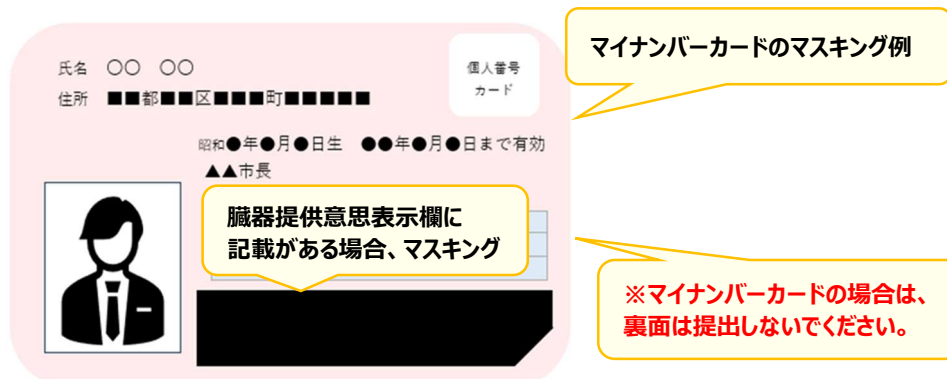 マイナンバーカードのマスキング例
氏名 〇〇 〇〇
個人番号
カード
住所 ■■都■■区■■■町■■■■■
昭和●年●月●日生 ●●年●月●日まで有効
▲▲市長
臓器提供意思表示欄に
記載がある場合、マスキング
※マイナンバーカードの場合は、
裏面は提出しないでください。